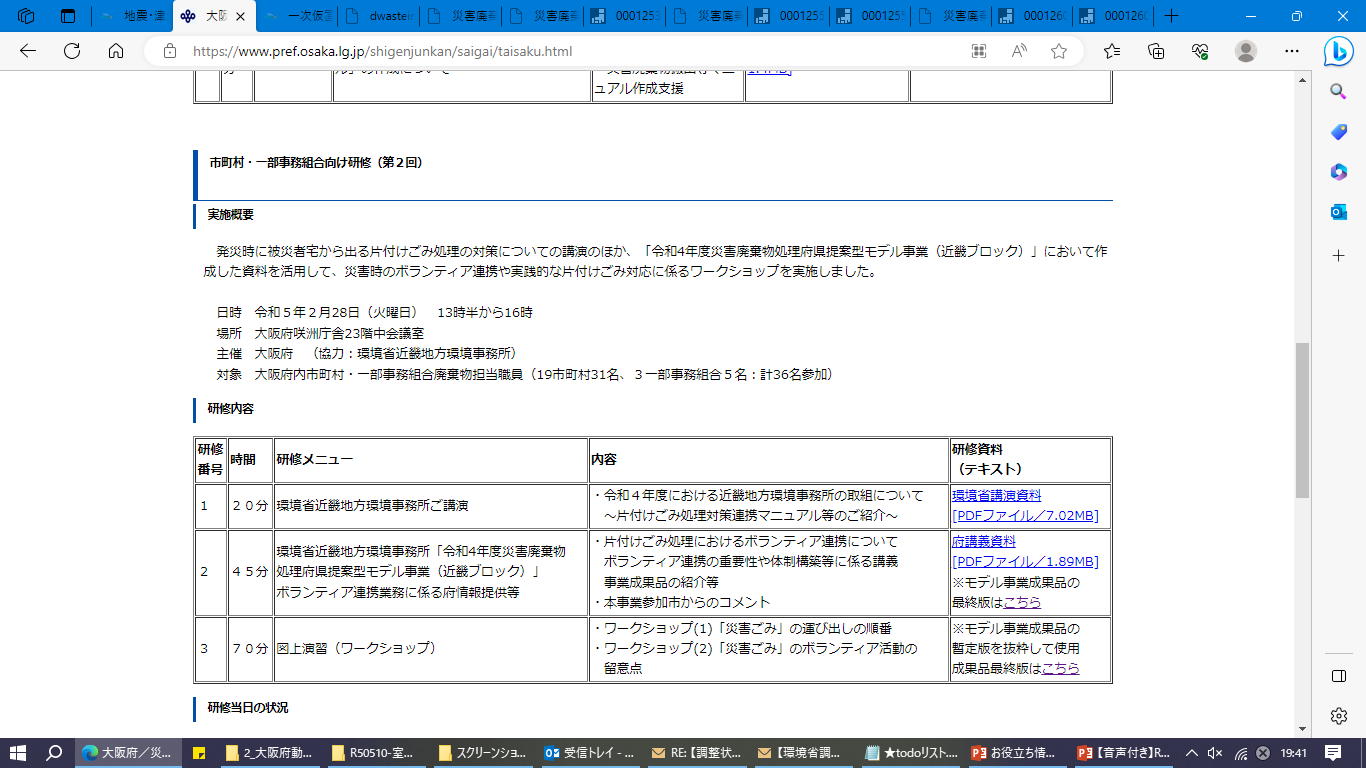 地震・津
大阪
一次仮置
dwastein
災害廃棄
災害廃棄
0001253
災害廃棄
0001255
0001255
災害廃棄
0001260
0001260
https://www.pref.osaka.lg.jp/shigenjunkan/saigai/taisaku.html
ュアル作成支援
市町村・一部事務組合向け研修（第２回）
実施概要
発災時に被災者宅から出る片付けごみ処理の対策についての講演のほか、「令和4年度災害廃棄物処理府県提案型モデル事業（近畿ブロック）」において作
成した資料を活用して、災害時のボランティア連携や実践的な片付けごみ対応に係るワークショップを実施しました。
日時　令和５年２月28日（火曜日）　13時半から16時
場所　大阪府咲洲庁舎23階中会議室
主催　大阪府　（協力：環境省近畿地方環境事務所）
対象　大阪府内市町村・一部事務組合廃棄物担当職員（19市町村31名、３一部事務組合５名：計36名参加）
研修内容
研修
番号
時間
研修メニュー
内容
研修資料
（テキスト）
1
２０分
環境省近畿地方環境事務所ご講演
・令和４年度における近畿地方環境事務所の取組について
～片付けごみ処理対策連携マニュアル等のご紹介～
環境省講演資料
[PDFファイル／7.02MB]
2
４５分
環境省近畿地方環境事務所「令和4年度災害廃棄物
処理府県提案型モデル事業（近畿ブロック）」
ボランティア連携業務に係る府情報提供等
・片付けごみ処理におけるボランティア連携について
ボランティア連携の重要性や体制構築等に係る講義
事業成果品の紹介等
・本事業参加市からのコメント
府講義資料
[PDFファイル／1.89MB]
※モデル事業成果品の
最終版はこちら
3
７０分
図上演習（ワークショップ）
・ワークショップ(1)「災害ごみ」の運び出しの順番
・ワークショップ(2)「災害ごみ」のボランティア活動の
留意点
※モデル事業成果品の
暫定版を抜粋して使用
成果品最終版はこちら
研修当日の状況
大阪府／災...
2_大阪府動...
R50510-室...
スクリーンショ...
受信トレイ - ...
RE:【調整状...
【環境省調...
★todoリスト...
お役立ち情...
【音声付き】R...
19:41